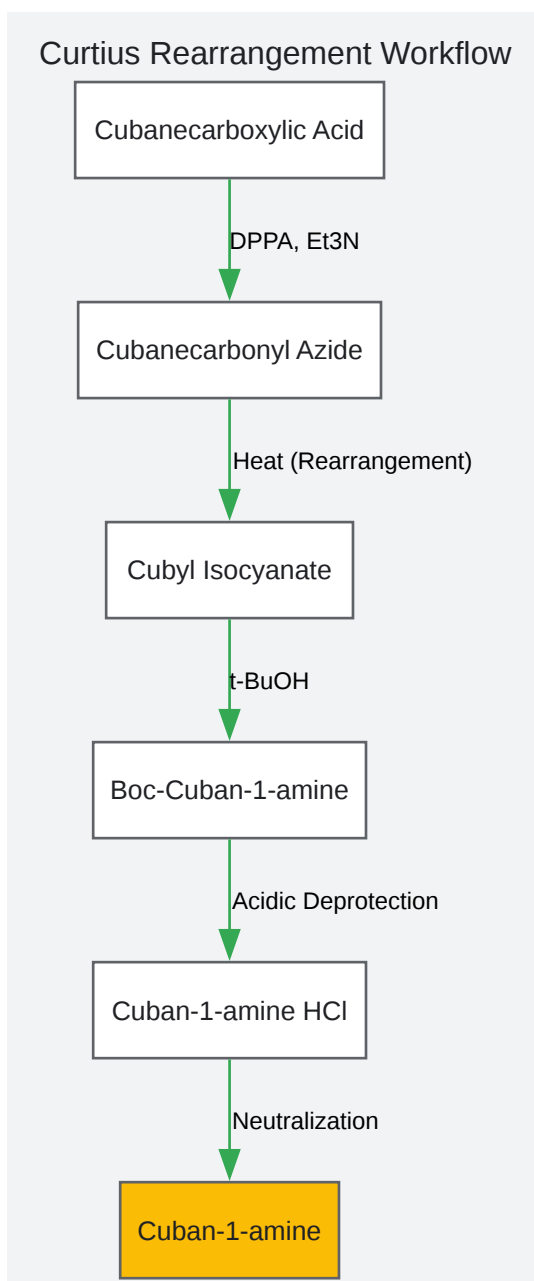 Curtius Rearrangement Workflow
Cubanecarboxylic Acid
DPPA, Et3N
Cubanecarbonyl Azide
Heat (Rearrangement)
Cubyl Isocyanate
t-BuOH
Boc-Cuban-1-amine
Acidic Deprotection
Cuban-1-amine HCl
Neutralization
Cuban-1-amine